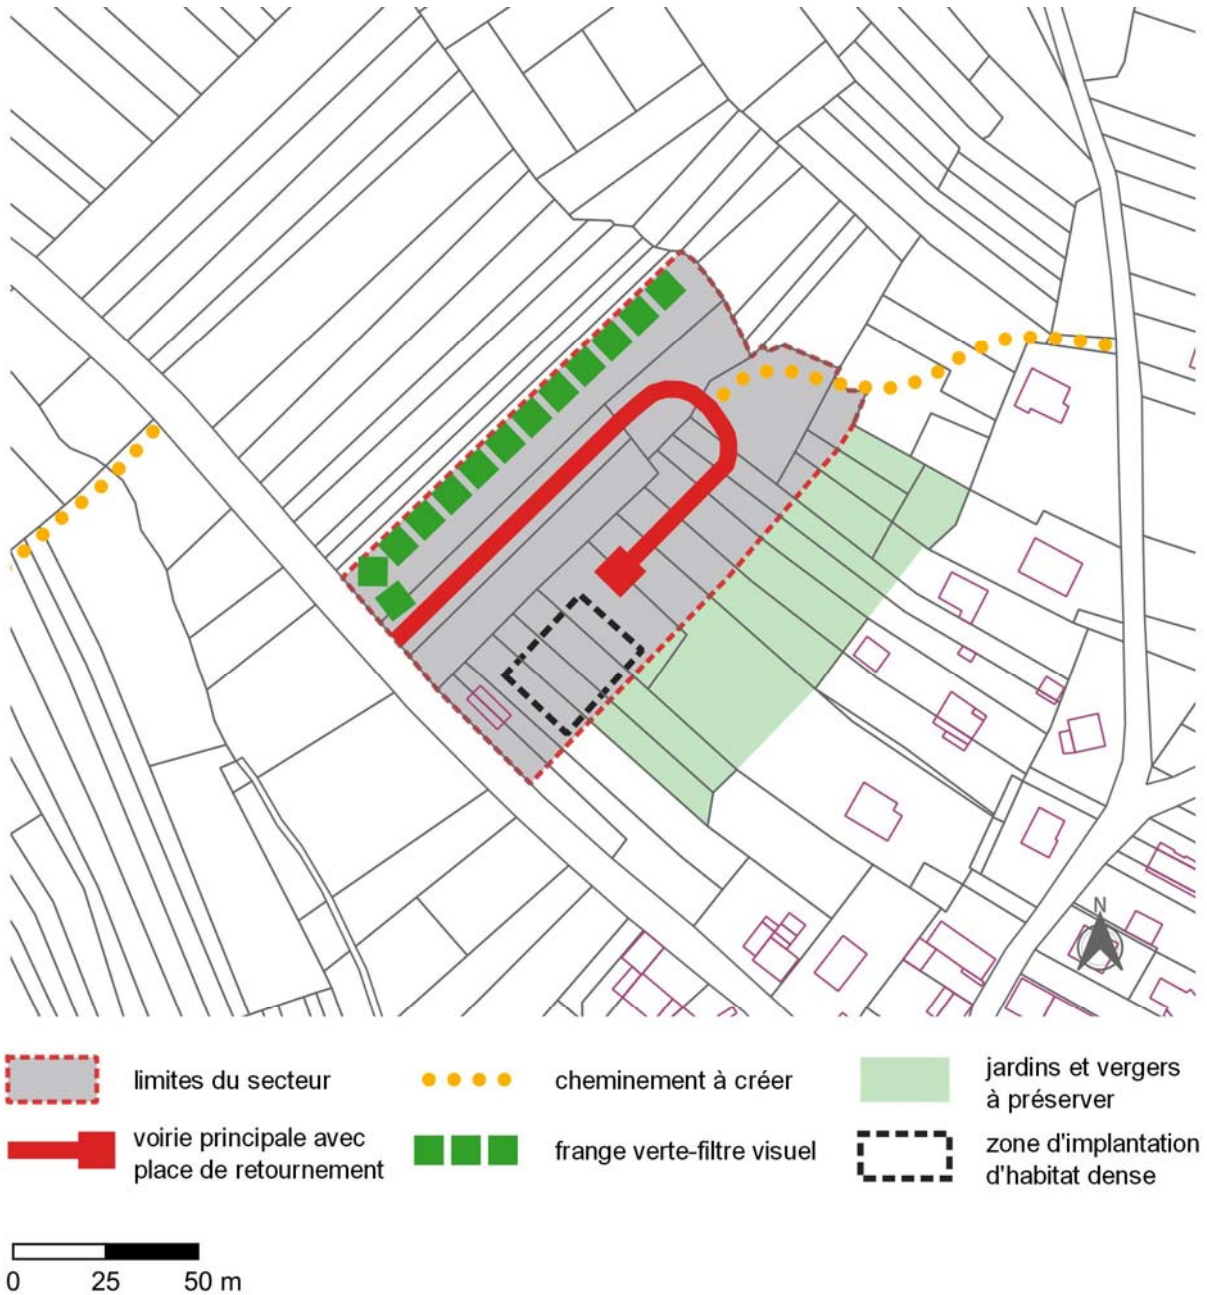 N
limites du secteur
cheminement à créer
jardins et vergers
à préserver
voirie principale avec
place de retournement
frange verte-filtre visuel
zone d'implantation
d'habitat dense
0 25 50 m